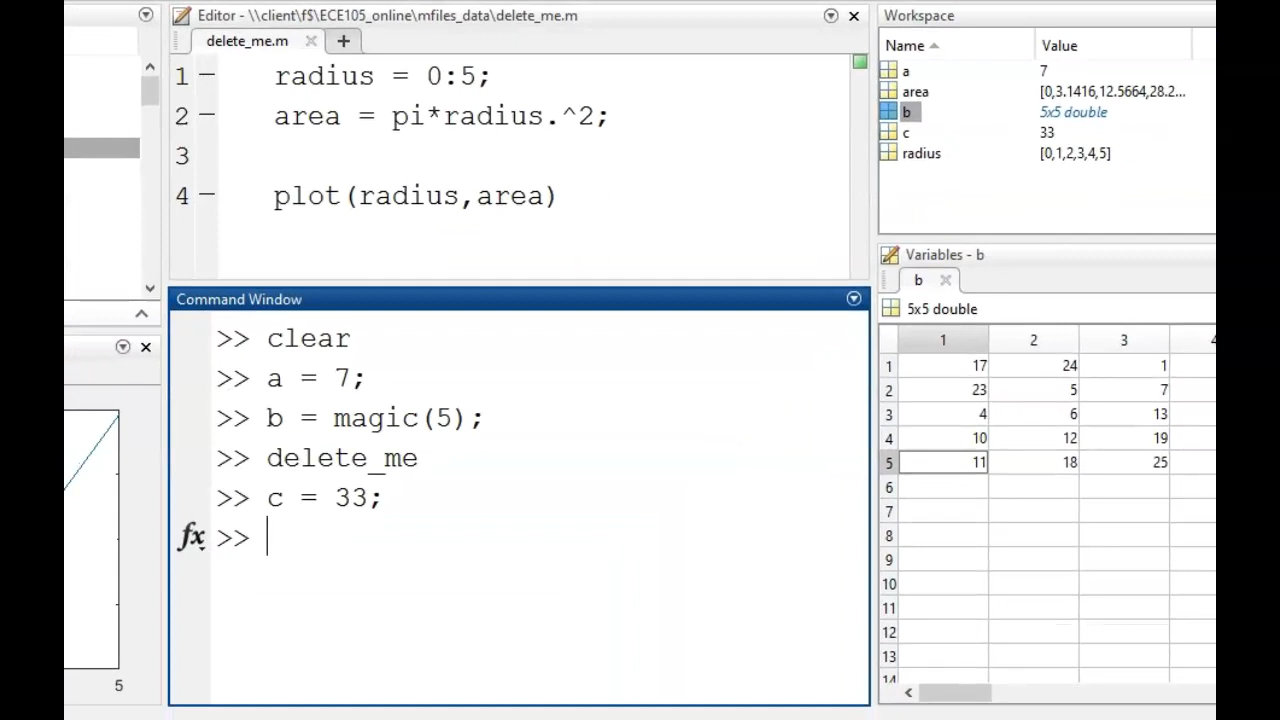 Editor - \\client\f$\ECE105_online\mfiles_data\delete_me.m
delete_me.m
1 — radius = 0:5;
2 — area = pi*radius.^2;
3
4 — plot(radius,area)
Command Window
>> clear
>> a = 7;
>> b = magic(5);
>> delete_me
>> c = 33;
fx >>
5
Workspace
Name Value
a 7
area [0,3.1416,12.5664,28.2...
b 5x5 double
c 33
radius [0,1,2,3,4,5]
Variables - b
b
5x5 double
1 2 3
1 17 24 1
2 23 5 7
3 4 6 13
4 10 12 19
5 11 18 25
6
7
8
9
10
11
12
13
14